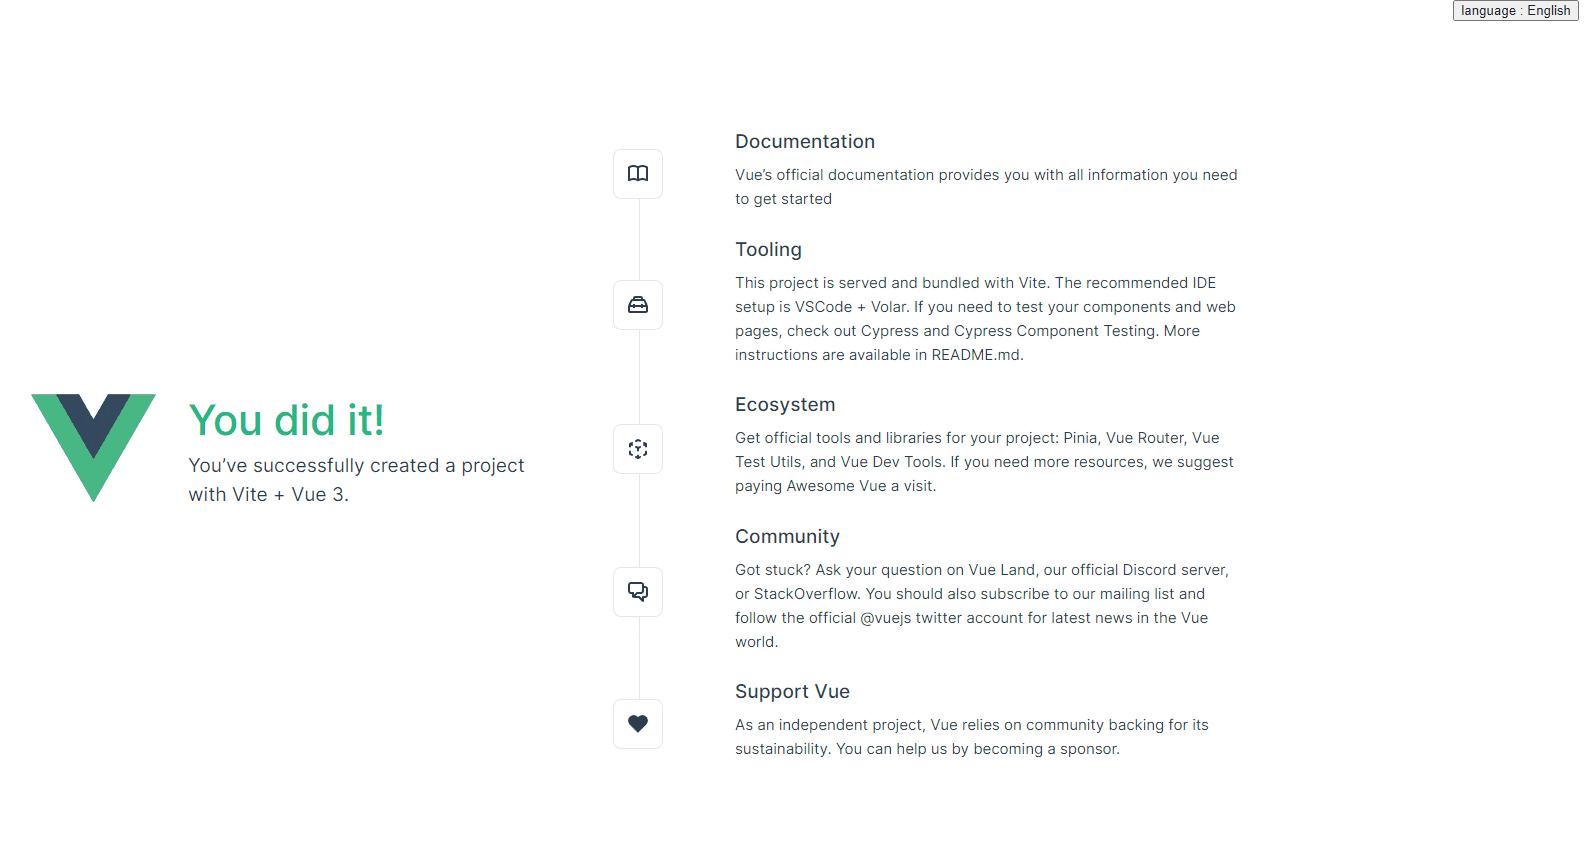 language : English
You did it!
You’ve successfully created a project
with Vite + Vue 3.
Documentation
Vue’s official documentation provides you with all information you need
to get started
Tooling
This project is served and bundled with Vite. The recommended IDE
setup is VSCode + Volar. If you need to test your components and web
pages, check out Cypress and Cypress Component Testing. More
instructions are available in README.md.
Ecosystem
Get official tools and libraries for your project: Pinia, Vue Router, Vue
Test Utils, and Vue Dev Tools. If you need more resources, we suggest
paying Awesome Vue a visit.
Community
Got stuck? Ask your question on Vue Land, our official Discord server,
or StackOverflow. You should also subscribe to our mailing list and
follow the official @vuejs twitter account for latest news in the Vue
world.
Support Vue
As an independent project, Vue relies on community backing for its
sustainability. You can help us by becoming a sponsor.